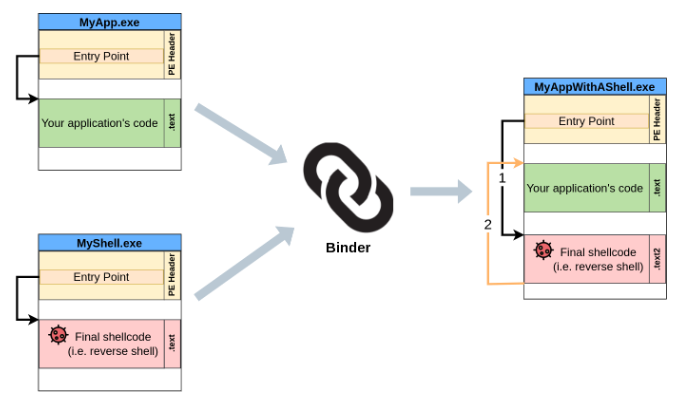 MyApp.exe
Entry Point
PE Header
Your application's code
.text
MyShell.exe
Entry Point
PE Header
Final shellcode
(i.e. reverse shell)
.text
Binder
MyAppWithAShell.exe
Entry Point
PE Header
1
Your application's code
.text
2
Final shellcode
(i.e. reverse shell)
.text2